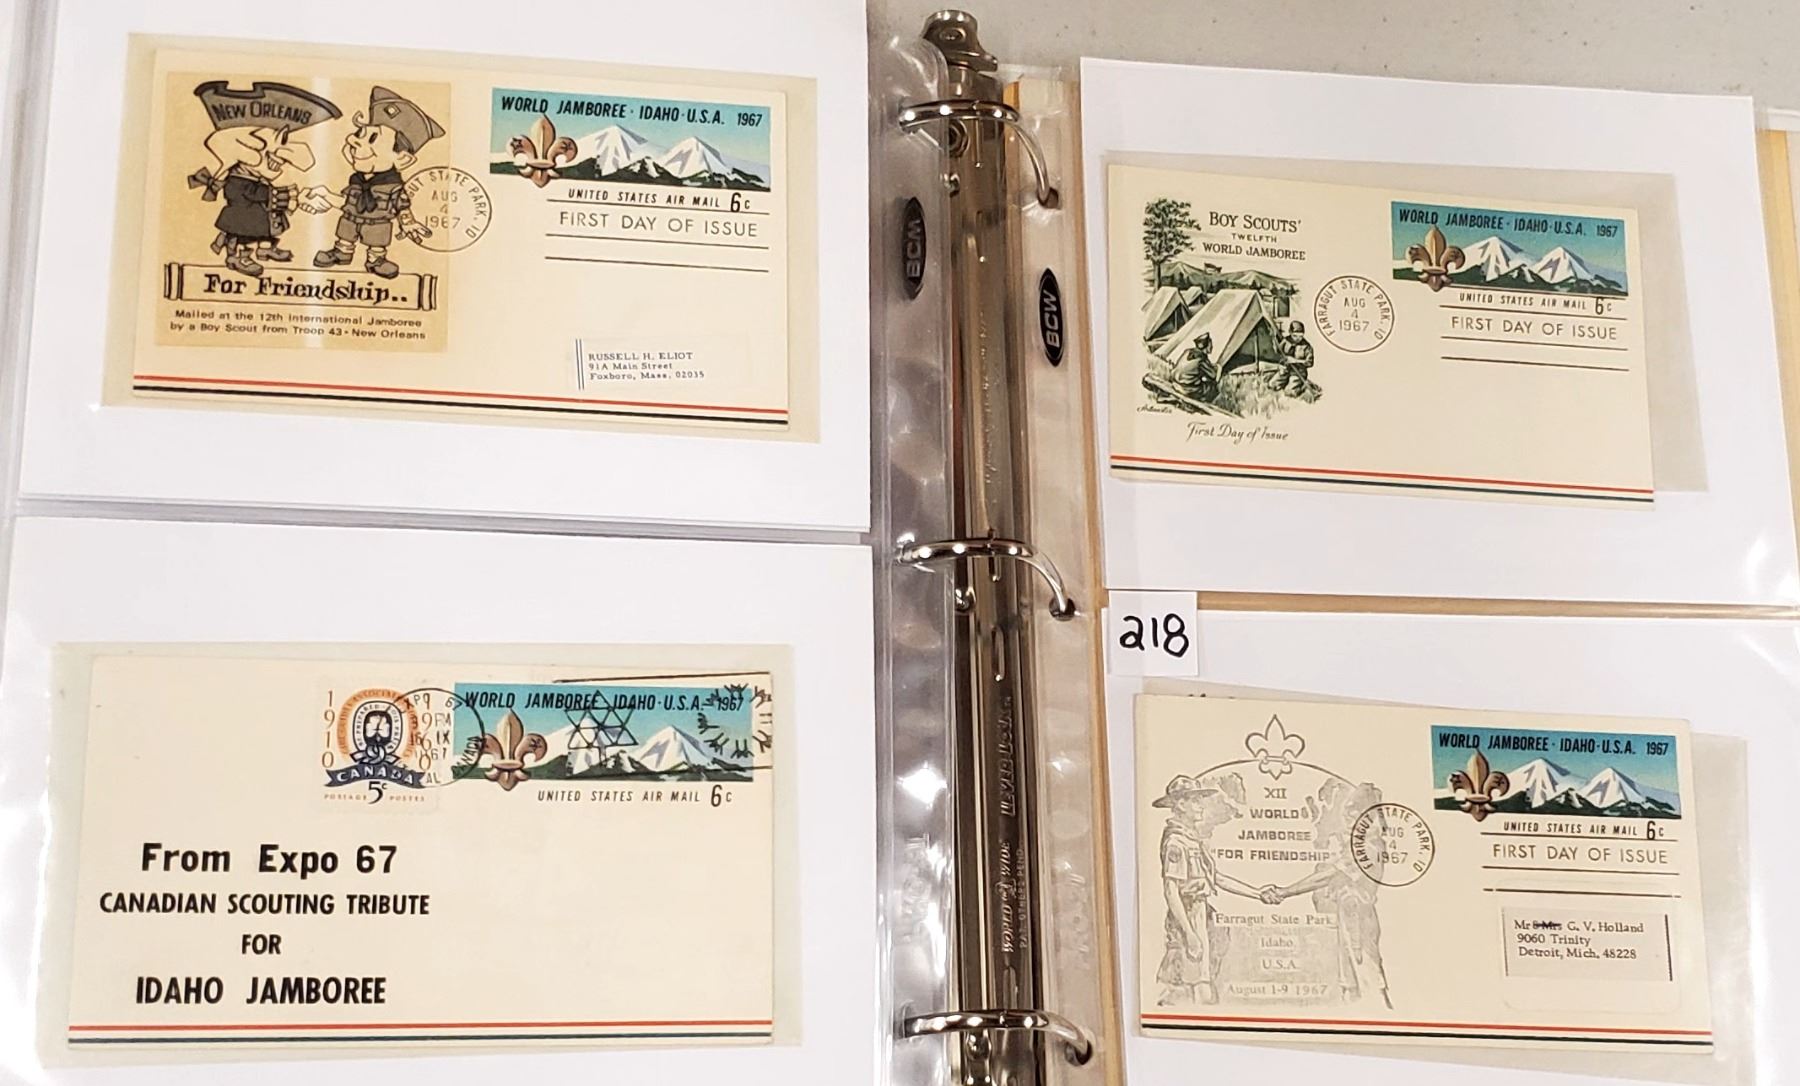 NEW ORLEANS
For Friendship..
Mailed at the 12th International Jamboree
by a Boy Scout from Troop 43 · New Orleans
WORLD JAMBOREE · IDAHO · U.S.A. 1967
UNITED STATES AIR MAIL 6c
FIRST DAY OF ISSUE
GUT STATE PARK, ID
AUG
4
1967
RUSSELL H. ELIOT
91A Main Street
Foxboro, Mass. 02035
BCW
BCW
BOY SCOUTS'
TWELFTH
WORLD JAMBOREE
First Day of Issue
FARRAGUT STATE PARK, ID
AUG
4
1967
WORLD JAMBOREE · IDAHO · U.S.A. 1967
UNITED STATES AIR MAIL 6c
FIRST DAY OF ISSUE
1910
CANADA
POSTAGE 5c POSTES
WORLD JAMBOREE IDAHO · U.S.A. 1967
UNITED STATES AIR MAIL 6c
From Expo 67
CANADIAN SCOUTING TRIBUTE
FOR
IDAHO JAMBOREE
WORLD WIDE
218
XII
WORLD
JAMBOREE
"FOR FRIENDSHIP"
Farragut State Park
Idaho,
U.S.A.
August 1-9 1967
FARRAGUT STATE PARK, ID
AUG
4
1967
WORLD JAMBOREE · IDAHO · U.S.A. 1967
UNITED STATES AIR MAIL 6c
FIRST DAY OF ISSUE
Mr & Mrs G. V. Holland
9060 Trinity
Detroit, Mich. 48228